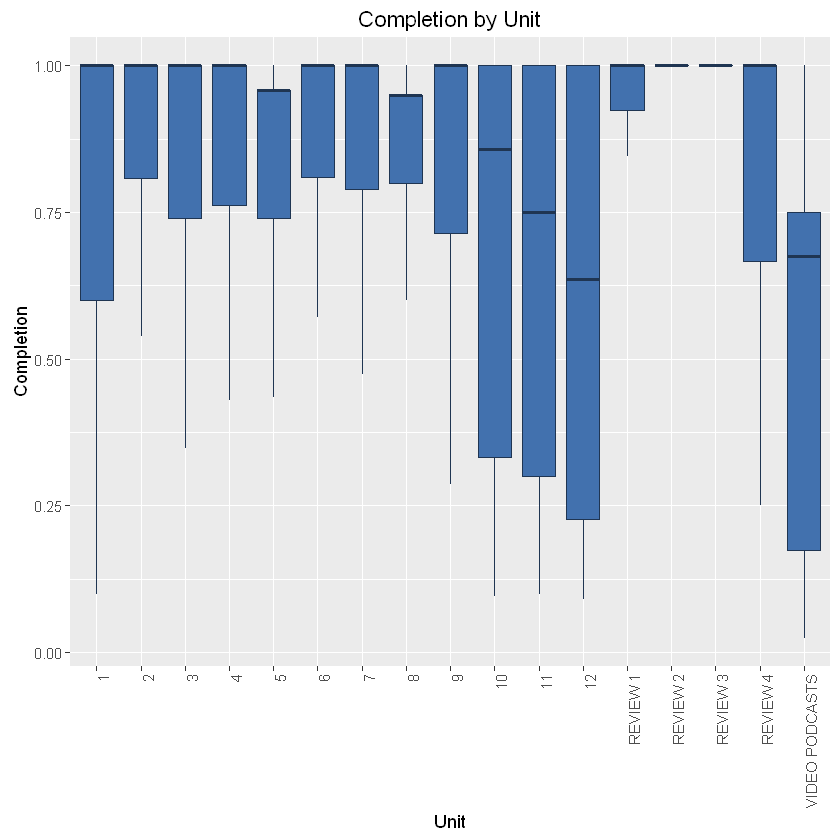 Completion by Unit
Completion
1.00
0.75
0.50
0.25
0.00
1
2
3
4
5
6
7
8
9
10
11
12
REVIEW 1
REVIEW 2
REVIEW 3
REVIEW 4
VIDEO PODCASTS
Unit